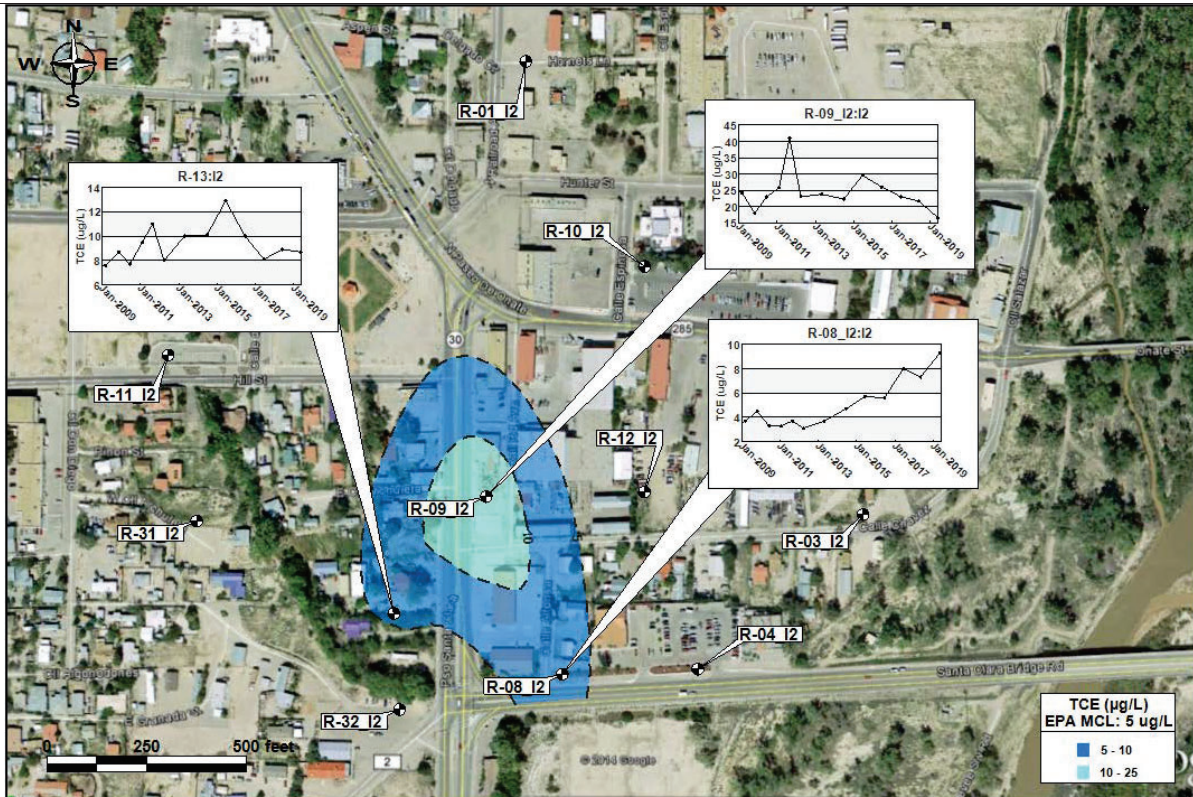 N
W E
S
R-01_I2
Hunter St
R-10_I2
285
30
R-13:I2
TCE (ug/L)
14
12
10
8
6
Jan-2009
Jan-2011
Jan-2013
Jan-2015
Jan-2017
Jan-2019
R-09_I2:I2
TCE (ug/L)
45
40
35
30
25
20
15
Jan-2009
Jan-2011
Jan-2013
Jan-2015
Jan-2017
Jan-2019
R-08_I2:I2
TCE (ug/L)
10
8
6
4
2
Jan-2009
Jan-2011
Jan-2013
Jan-2015
Jan-2017
Jan-2019
R-11_I2
Hill St
R-12_I2
R-09_I2
10
R-31_I2
R-03_I2
R-04_I2
R-08_I2
Santa Clara Bridge Rd
R-32_I2
2
0 250 500 feet
© 2014 Google
TCE (µg/L)
EPA MCL: 5 ug/L
5 - 10
10 - 25